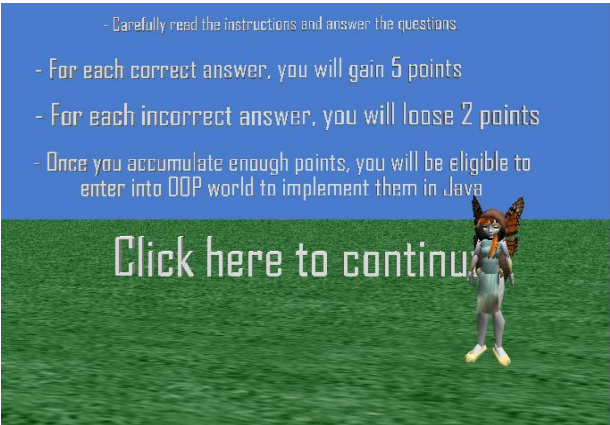 - Carefully read the instructions and answer the questions
- For each correct answer, you will gain 5 points
- For each incorrect answer, you will loose 2 points
- Once you accumulate enough points, you will be eligible to
enter into OOP world to implement them in Java
Click here to continu